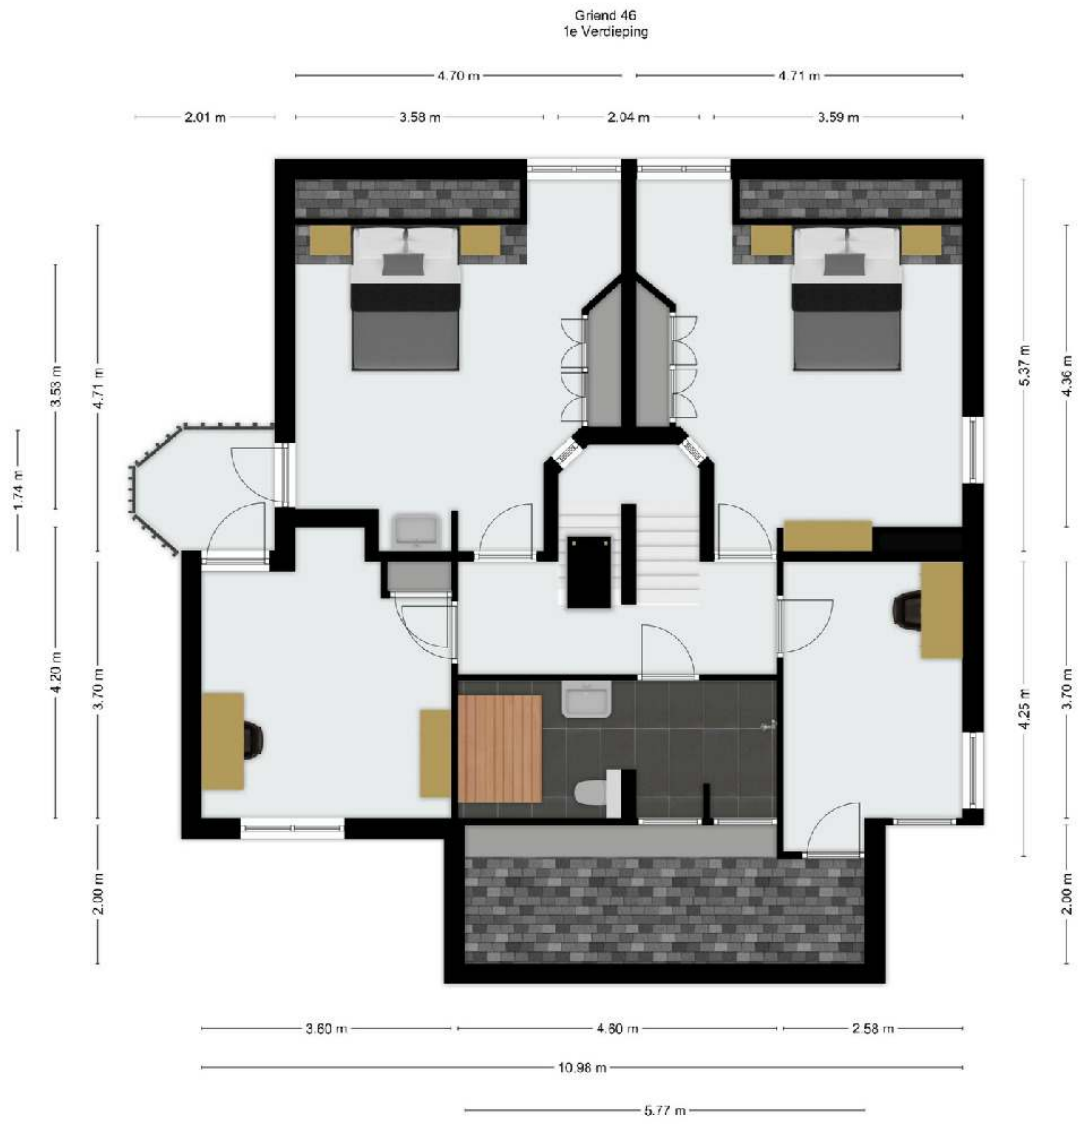 Griend 46
1e Verdieping
4.70 m
4.71 m
2.01 m
3.58 m
2.04 m
3.59 m
1.74 m
3.53 m
4.20 m
4.71 m
3.70 m
2.00 m
5.37 m
4.25 m
4.36 m
3.70 m
2.00 m
3.60 m
4.60 m
2.58 m
10.98 m
5.77 m